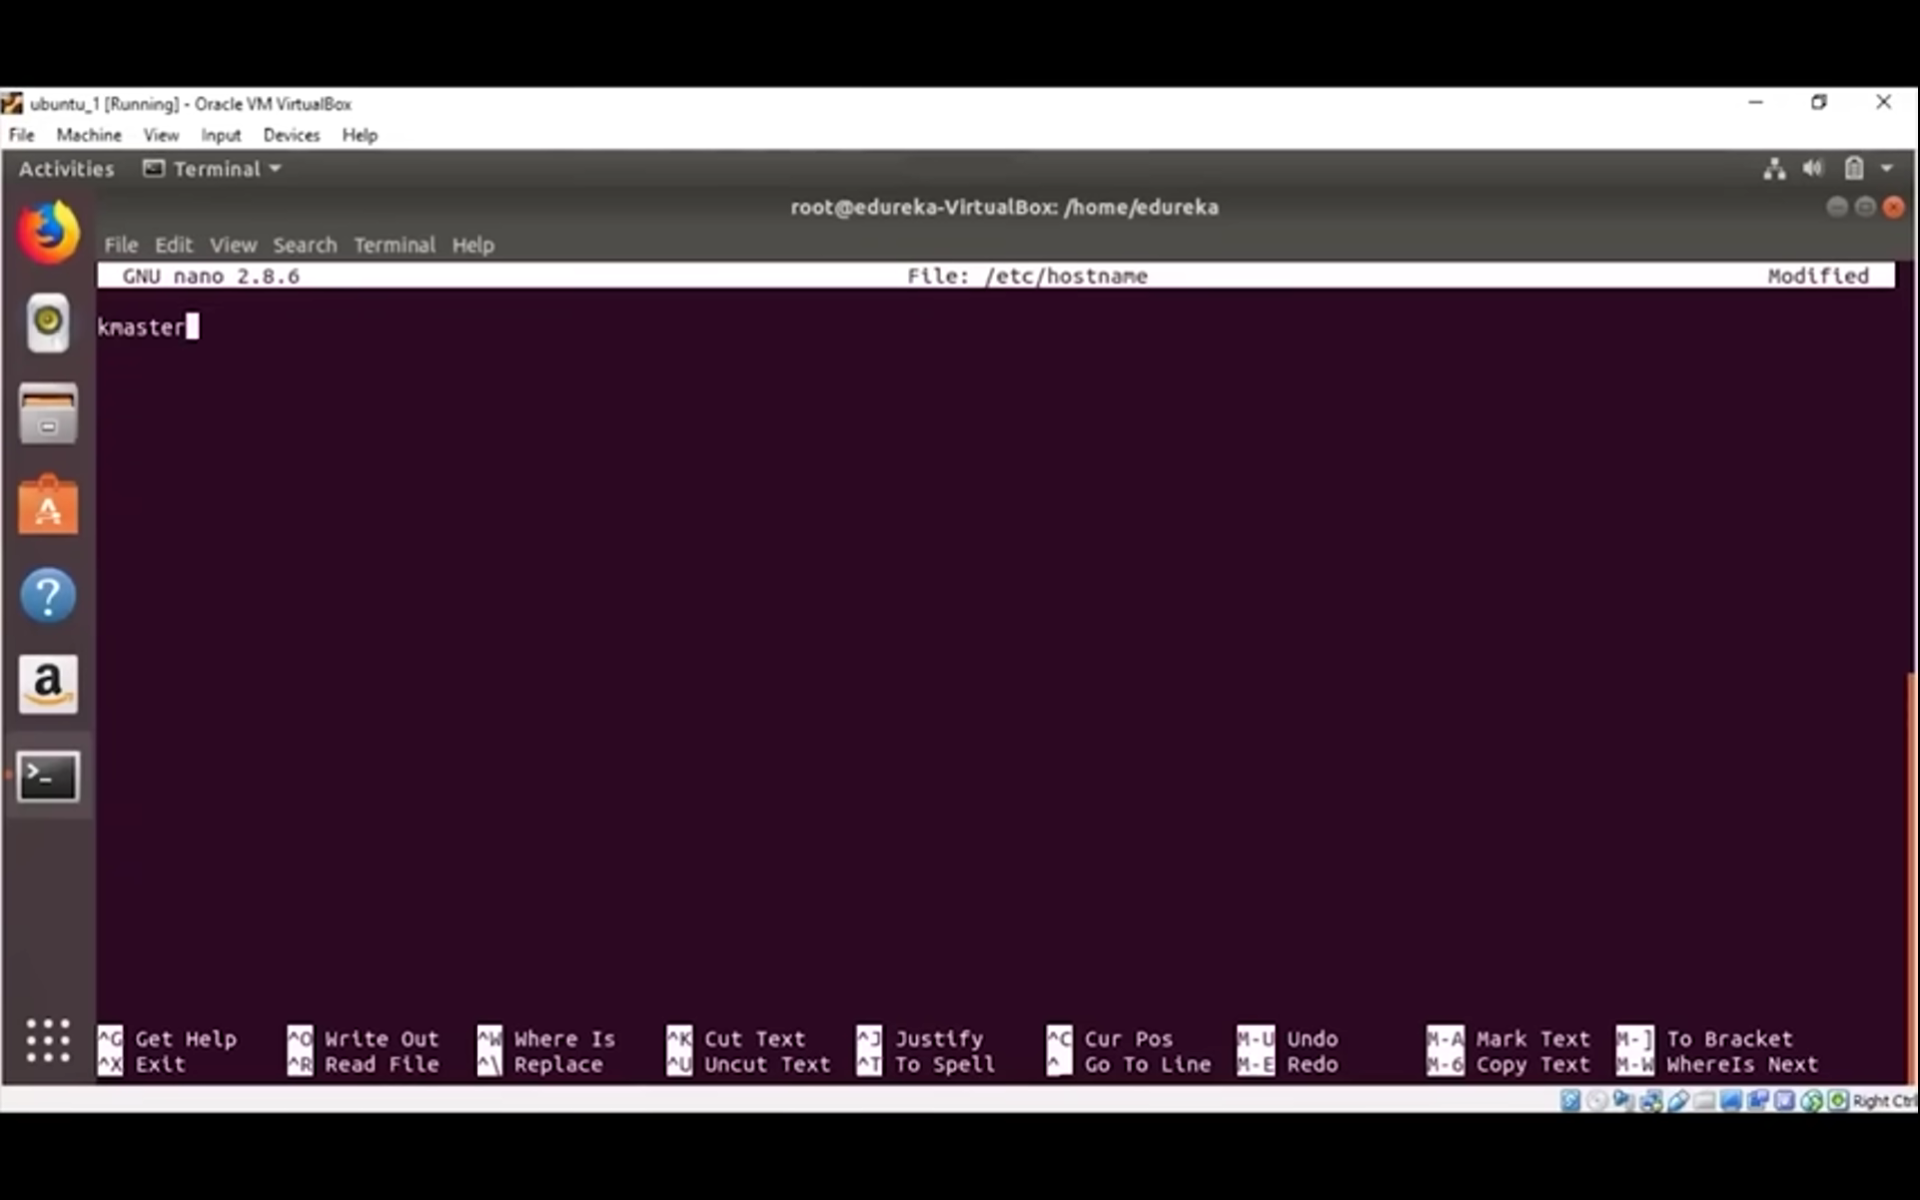 ubuntu_1 [Running] - Oracle VM VirtualBox
File Machine View Input Devices Help
Activities Terminal
root@edureka-VirtualBox: /home/edureka
File Edit View Search Terminal Help
GNU nano 2.8.6 File: /etc/hostname Modified
kmaster
^G Get Help ^O Write Out ^W Where Is ^K Cut Text ^J Justify ^C Cur Pos M-U Undo M-A Mark Text M-] To Bracket
^X Exit ^R Read File ^\ Replace ^U Uncut Text ^T To Spell ^_ Go To Line M-E Redo M-6 Copy Text M-W WhereIs Next
Right Ctrl